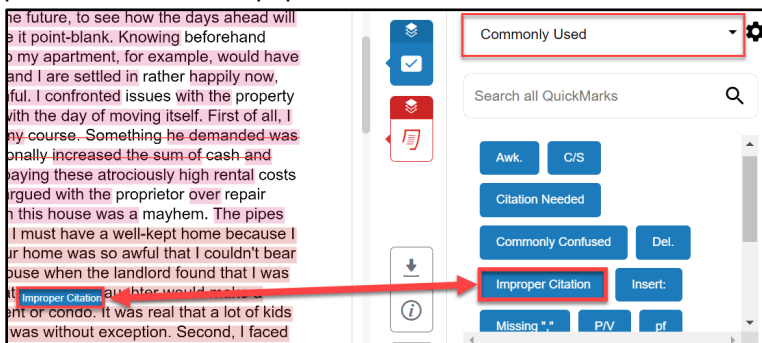 he future, to see how the days ahead will
e it point-blank. Knowing beforehand
o my apartment, for example, would have
and I are settled in rather happily now,
ful. I confronted issues with the property
with the day of moving itself. First of all, I
ny course. Something he demanded was
onally increased the sum of cash and
paying these atrociously high rental costs
argued with the proprietor over repair
n this house was a mayhem. The pipes
I must have a well-kept home because I
ur home was so awful that I couldn't bear
ouse when the landlord found that I was
Improper Citation would make a
ent or condo. It was real that a lot of kids
was without exception. Second, I faced
Commonly Used
Search all QuickMarks
Awk. C/S
Citation Needed
Commonly Confused Del.
Improper Citation Insert:
Missing "," P/V pf